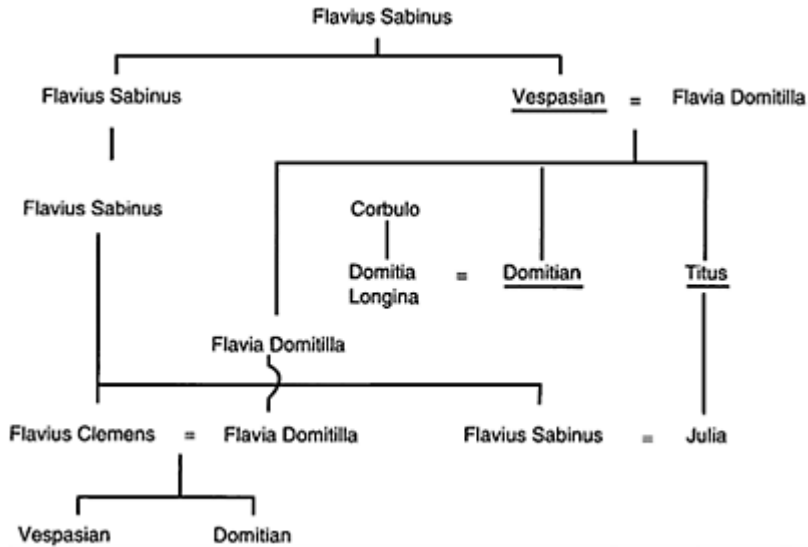 Flavius Sabinus
Flavius Sabinus Vespasian = Flavia Domitilla
Flavius Sabinus Corbulo
Domitia = Domitian Titus
Longina
Flavia Domitilla
Flavius Clemens = Flavia Domitilla Flavius Sabinus = Julia
Vespasian Domitian